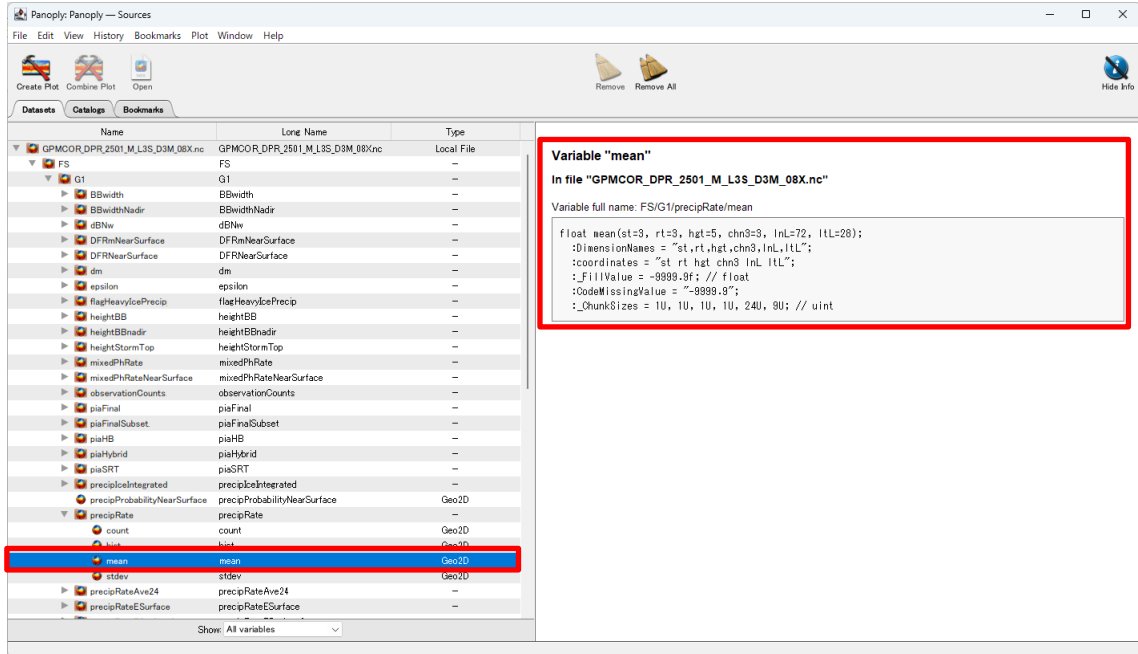 Panoply: Panoply — Sources
File Edit View History Bookmarks Plot Window Help
Create Plot Combine Plot Open Remove Remove All Hide Info
Datasets Catalogs Bookmarks
Name Long Name Type
GPMCOR_DPR_2501_M_L3S_D3M_08X.nc GPMCOR_DPR_2501_M_L3S_D3M_08X.nc Local File
FS FS –
G1 G1 –
BBwidth BBwidth –
BBwidthNadir BBwidthNadir –
dBNw dBNw –
DFRmNearSurface DFRmNearSurface –
DFRNearSurface DFRNearSurface –
dm dm –
epsilon epsilon –
flagHeavyIcePrecip flagHeavyIcePrecip –
heightBB heightBB –
heightBBnadir heightBBnadir –
heightStormTop heightStormTop –
mixedPhRate mixedPhRate –
mixedPhRateNearSurface mixedPhRateNearSurface –
observationCounts observationCounts –
piaFinal piaFinal –
piaFinalSubset piaFinalSubset –
piaHB piaHB –
piaHybrid piaHybrid –
piaSRT piaSRT –
precipIceIntegrated precipIceIntegrated –
precipProbabilityNearSurface precipProbabilityNearSurface Geo2D
precipRate precipRate –
count count Geo2D
hist hist Geo2D
mean mean Geo2D
stdev stdev Geo2D
precipRateAve24 precipRateAve24 –
precipRateESurface precipRateESurface –
Show: All variables
Variable "mean"
In file "GPMCOR_DPR_2501_M_L3S_D3M_08X.nc"
Variable full name: FS/G1/precipRate/mean
float mean(st=3, rt=3, hgt=5, chn3=3, lnL=72, ltL=28);
:DimensionNames = "st,rt,hgt,chn3,lnL,ltL";
:coordinates = "st rt hgt chn3 lnL ltL";
:_FillValue = -9999.9f; // float
:CodeMissingValue = "-9999.9";
:_ChunkSizes = 1U, 1U, 1U, 1U, 24U, 9U; // uint